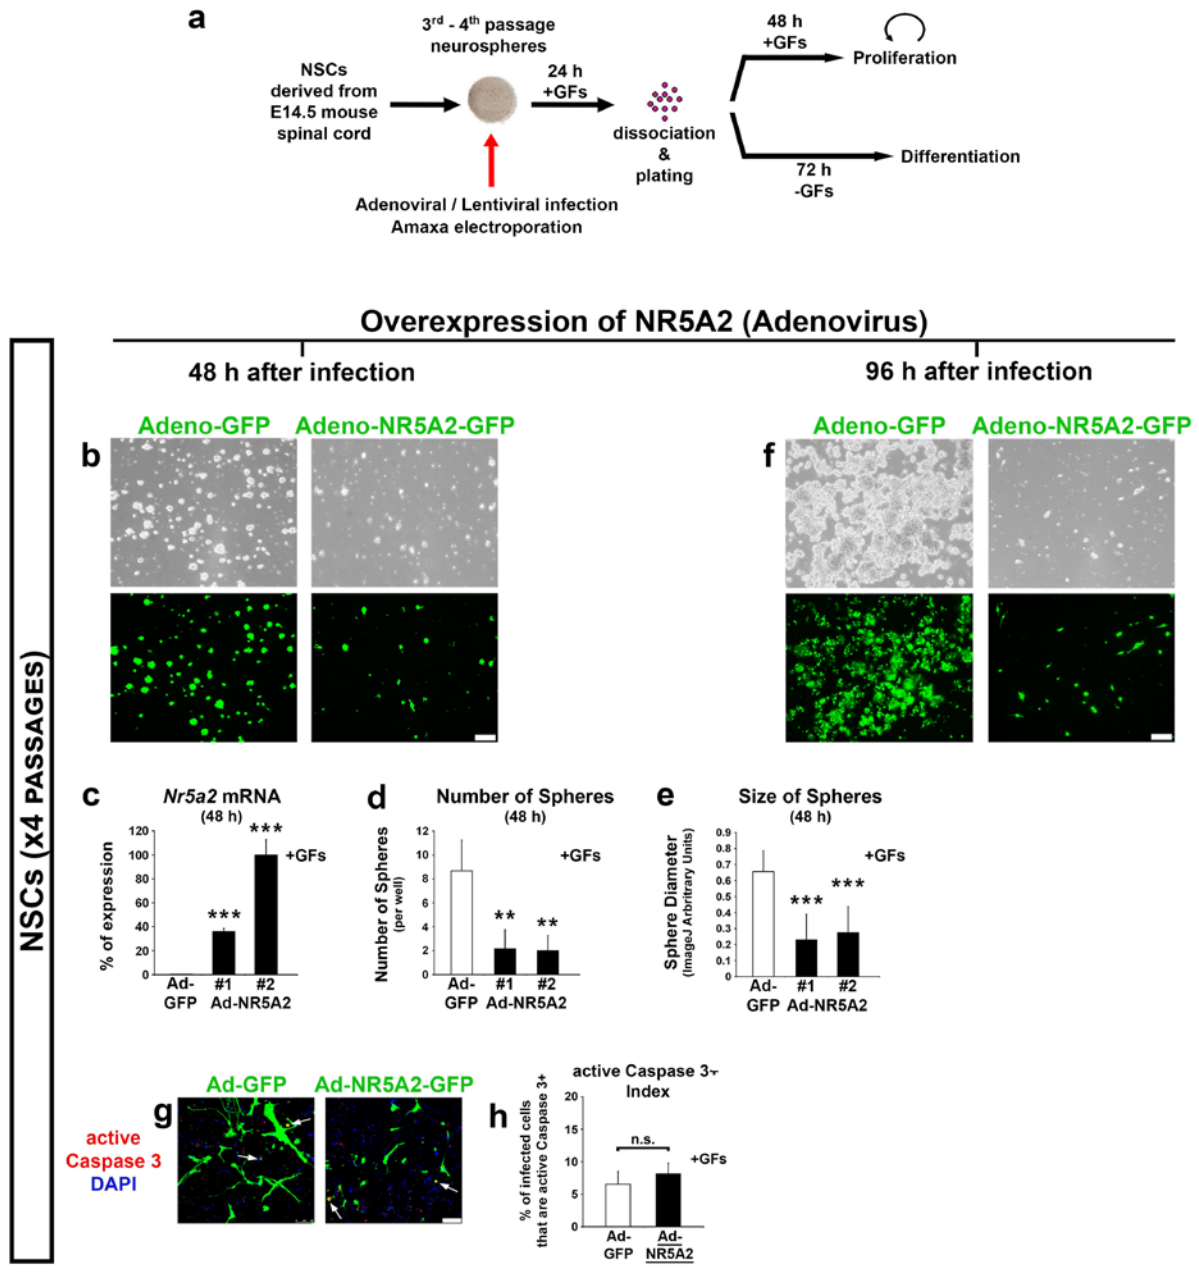 a
3rd - 4th passage
neurospheres
NSCs
derived from
E14.5 mouse
spinal cord
24 h
+GFs
dissociation
&
plating
48 h
+GFs
Proliferation
72 h
-GFs
Differentiation
Adenoviral / Lentiviral infection
Amaxa electroporation
NSCs (x4 PASSAGES)
Overexpression of NR5A2 (Adenovirus)
48 h after infection
96 h after infection
b
Adeno-GFP
Adeno-NR5A2-GFP
f
Adeno-GFP
Adeno-NR5A2-GFP
c
Nr5a2 mRNA
(48 h)
% of expression
120
100
80
60
40
20
0
***
***
+GFs
Ad-
GFP
#1
#2
Ad-NR5A2
d
Number of Spheres
(48 h)
Number of Spheres
(per well)
12
10
8
6
4
2
0
**
**
+GFs
Ad-
GFP
#1
#2
Ad-NR5A2
e
Size of Spheres
(48 h)
Sphere Diameter
(ImageJ Arbritrary Units)
0.9
0.8
0.7
0.6
0.5
0.4
0.3
0.2
0.1
0
***
***
+GFs
Ad-
GFP
#1
#2
Ad-NR5A2
g
Ad-GFP
Ad-NR5A2-GFP
active
Caspase 3
DAPI
h
active Caspase 3+
Index
% of infected cells
that are active Caspase 3+
20
15
10
5
0
n.s.
+GFs
Ad-
GFP
Ad-
NR5A2